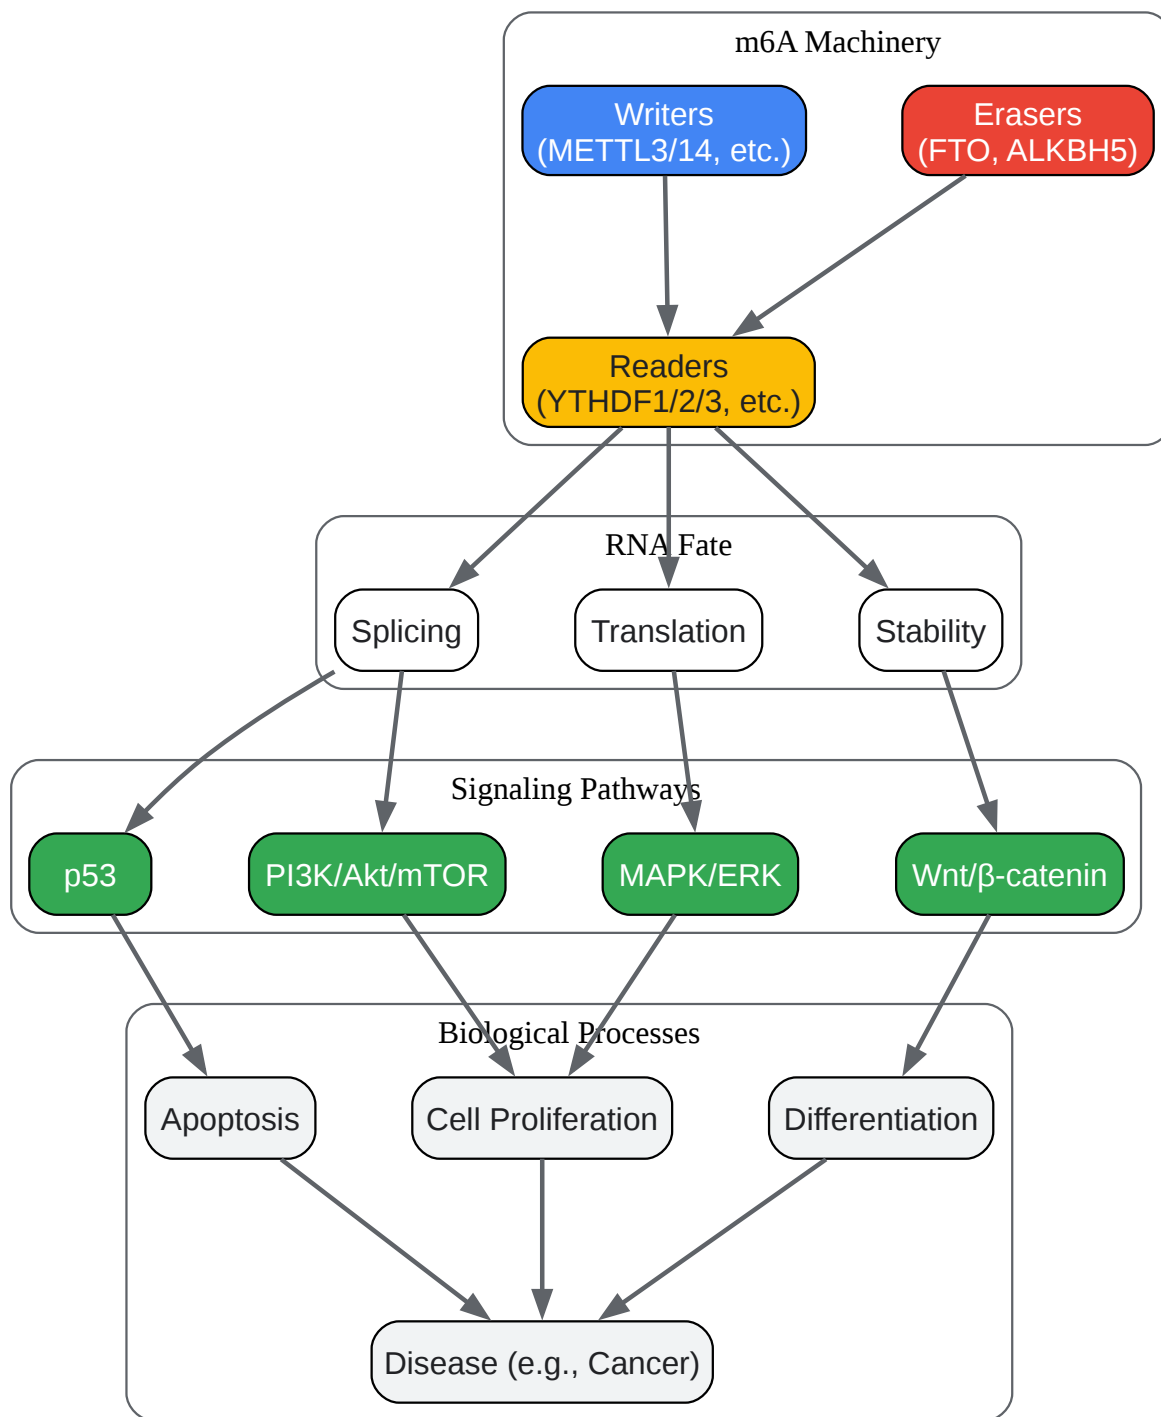 m6A Machinery
Writers
(METTL3/14, etc.)
Erasers
(FTO, ALKBH5)
Readers
(YTHDF1/2/3, etc.)
RNA Fate
Splicing
Translation
Stability
Signaling Pathways
p53
PI3K/Akt/mTOR
MAPK/ERK
Wnt/β-catenin
Biological Processes
Apoptosis
Cell Proliferation
Differentiation
Disease (e.g., Cancer)